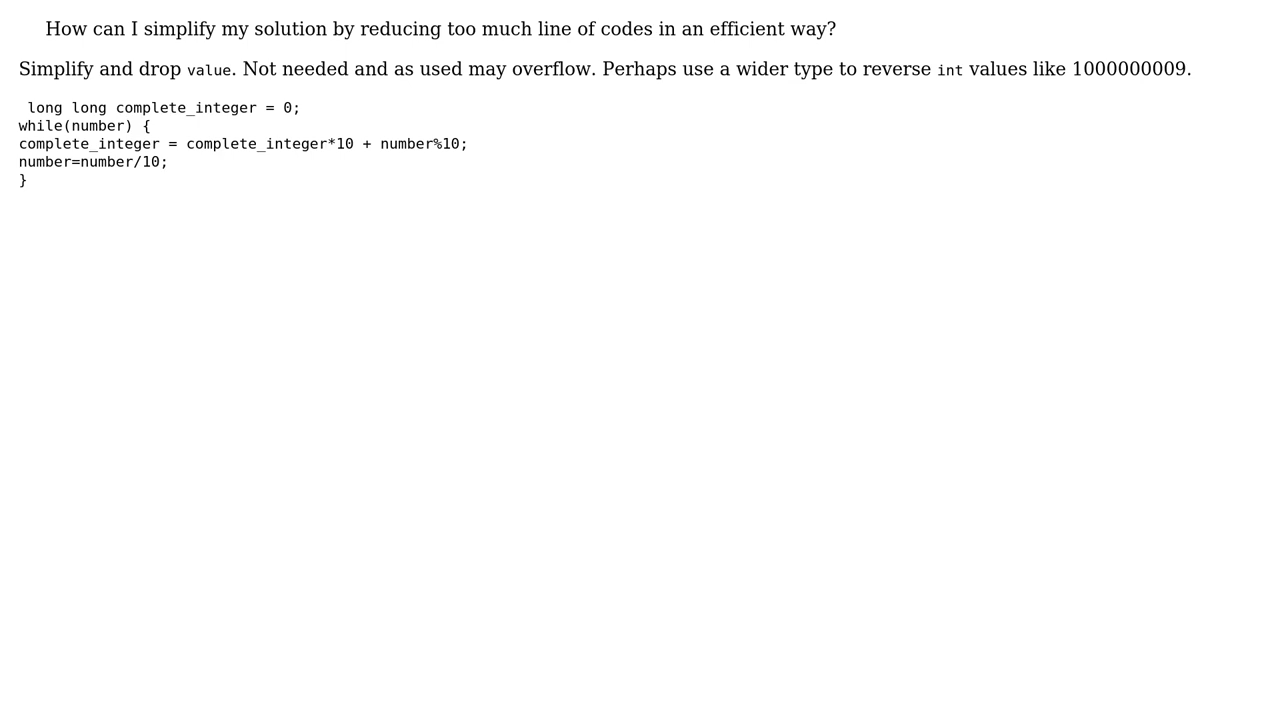 How can I simplify my solution by reducing too much line of codes in an efficient way?
Simplify and drop value. Not needed and as used may overflow. Perhaps use a wider type to reverse int values like 1000000009.
long long complete_integer = 0;
while(number) {
complete_integer = complete_integer*10 + number%10;
number=number/10;
}